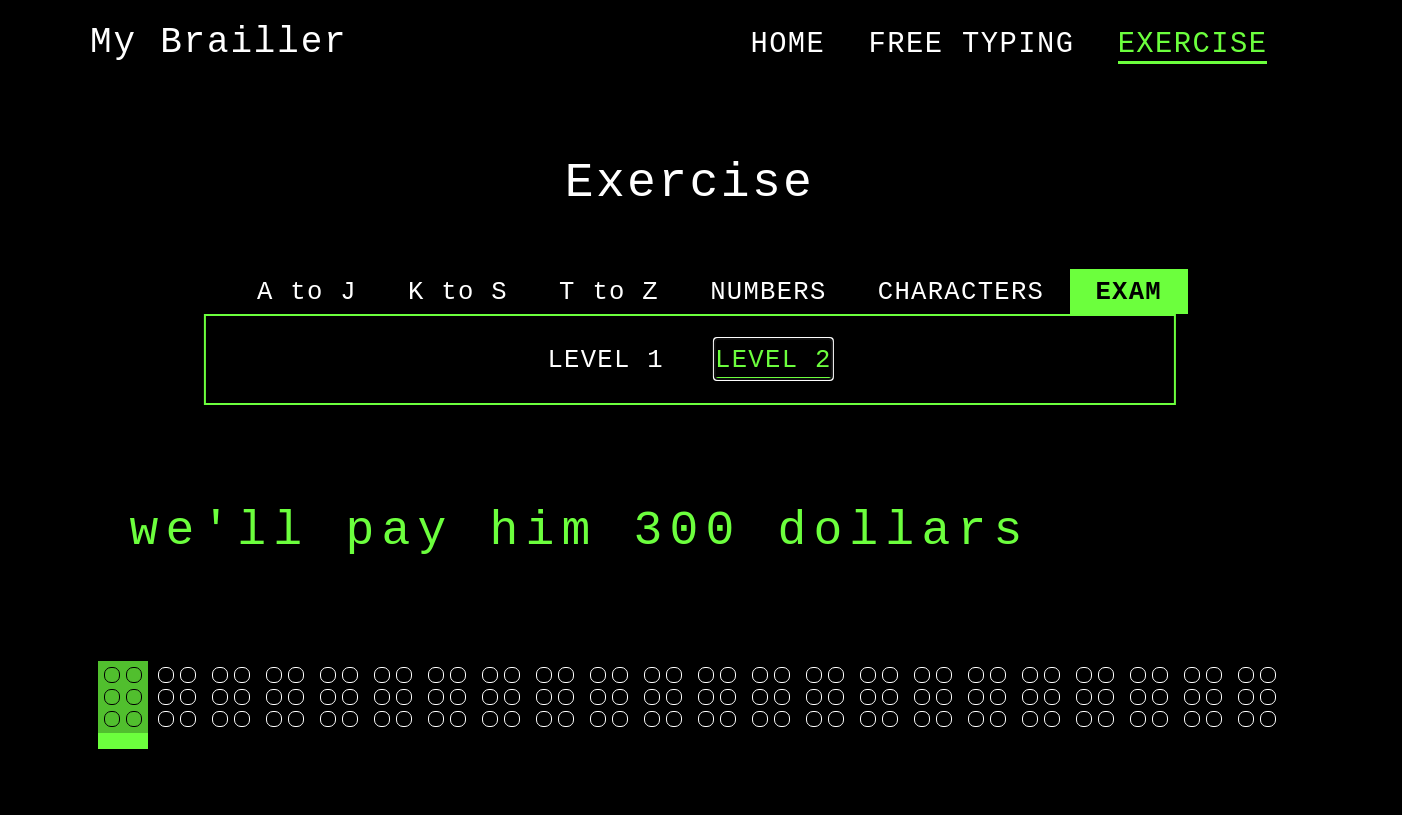 My Brailler HOME FREE TYPING EXERCISE
Exercise
A to J K to S T to Z NUMBERS CHARACTERS EXAM
LEVEL 1 LEVEL 2
we'll pay him 300 dollars